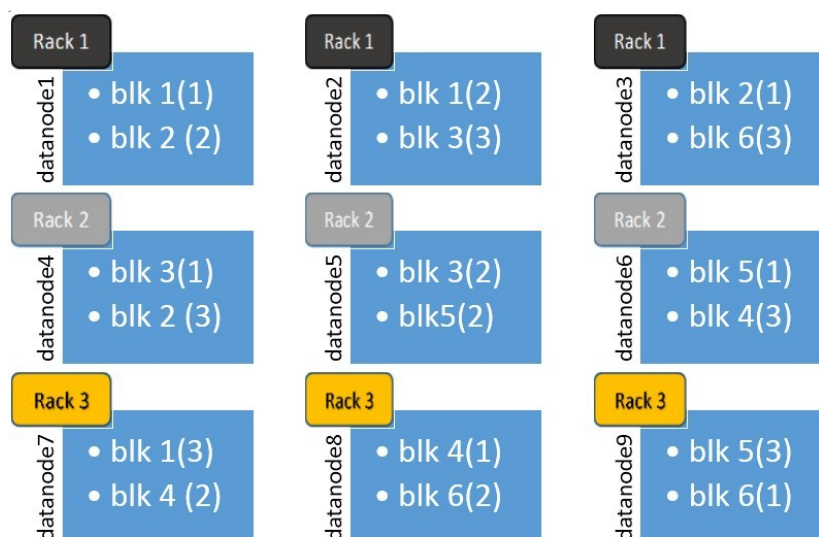 Rack 1
datanode1
• blk 1(1)
• blk 2 (2)
Rack 1
datanode2
• blk 1(2)
• blk 3(3)
Rack 1
datanode3
• blk 2(1)
• blk 6(3)
Rack 2
datanode4
• blk 3(1)
• blk 2 (3)
Rack 2
datanode5
• blk 3(2)
• blk5(2)
Rack 2
datanode6
• blk 5(1)
• blk 4(3)
Rack 3
datanode7
• blk 1(3)
• blk 4 (2)
Rack 3
datanode8
• blk 4(1)
• blk 6(2)
Rack 3
datanode9
• blk 5(3)
• blk 6(1)